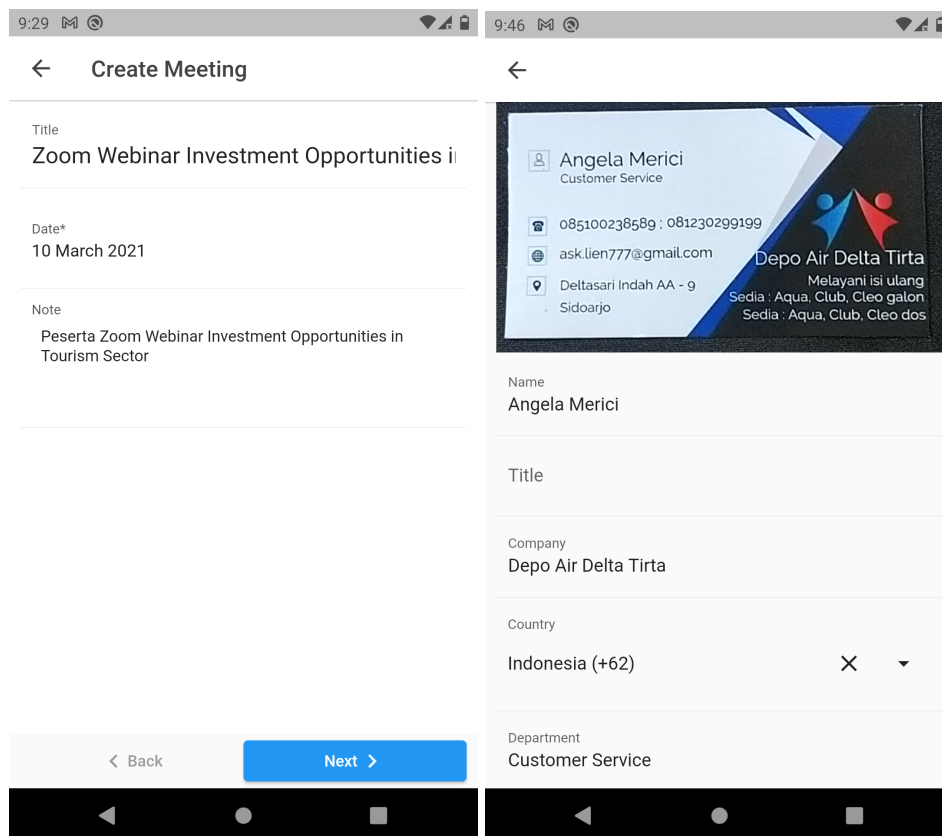 9:29
Create Meeting
Title
Zoom Webinar Investment Opportunities i
Date*
10 March 2021
Note
Peserta Zoom Webinar Investment Opportunities in
Tourism Sector
Back
Next
9:46
Angela Merici
Customer Service
085100238589 ; 081230299199
ask.lien777@gmail.com
Deltasari Indah AA - 9
Sidoarjo
Depo Air Delta Tirta
Melayani isi ulang
Sedia : Aqua, Club, Cleo galon
Sedia : Aqua, Club, Cleo dos
Name
Angela Merici
Title
Company
Depo Air Delta Tirta
Country
Indonesia (+62)
Department
Customer Service